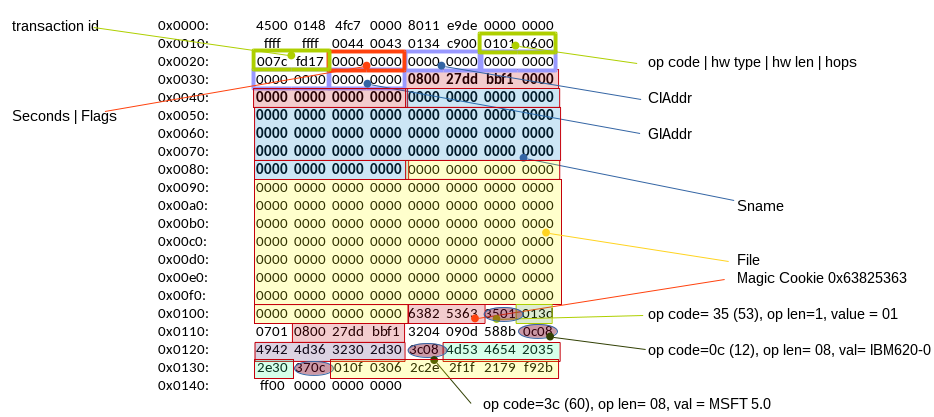 transaction id
0x0000: 4500 0148 4fc7 0000 8011 e9de 0000 0000
0x0010: ffff ffff 0044 0043 0134 c900 0101 0600
0x0020: 007c fd17 0000 0000 0000 0000 0000 0000
op code | hw type | hw len | hops
0x0030: 0000 0000 0000 0000 0800 27dd bbf1 0000
0x0040: 0000 0000 0000 0000 0000 0000 0000 0000
CIAddr
Seconds | Flags
0x0050: 0000 0000 0000 0000 0000 0000 0000 0000
0x0060: 0000 0000 0000 0000 0000 0000 0000 0000
GIAddr
0x0070: 0000 0000 0000 0000 0000 0000 0000 0000
0x0080: 0000 0000 0000 0000 0000 0000 0000 0000
0x0090: 0000 0000 0000 0000 0000 0000 0000 0000
0x00a0: 0000 0000 0000 0000 0000 0000 0000 0000
Sname
0x00b0: 0000 0000 0000 0000 0000 0000 0000 0000
0x00c0: 0000 0000 0000 0000 0000 0000 0000 0000
0x00d0: 0000 0000 0000 0000 0000 0000 0000 0000
File
0x00e0: 0000 0000 0000 0000 0000 0000 0000 0000
Magic Cookie 0x63825363
0x00f0: 0000 0000 0000 0000 0000 0000 0000 0000
0x0100: 0000 0000 0000 0000 6382 5363 3501 013d
op code= 35 (53), op len=1, value = 01
0x0110: 0701 0800 27dd bbf1 3204 090d 588b 0c08
0x0120: 4942 4d36 3230 2d30 3c08 4d53 4654 2035
op code=0c (12), op len= 08, val= IBM620-0
0x0130: 2e30 370c 010f 0306 2c2e 2f1f 2179 f92b
0x0140: ff00 0000 0000 0000
op code=3c (60), op len= 08, val = MSFT 5.0